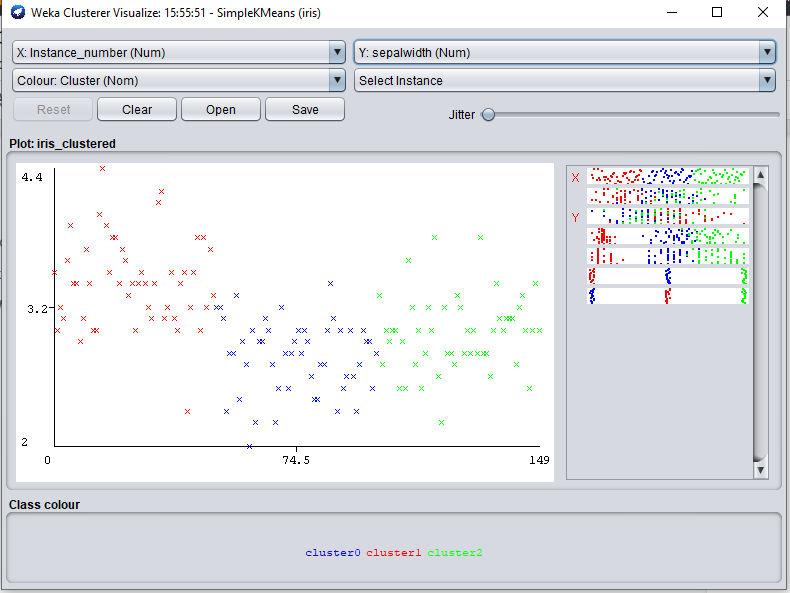 Weka Clusterer Visualize: 15:55:51 - SimpleKMeans (iris)
X: Instance_number (Num) Y: sepalwidth (Num)
Colour: Cluster (Nom) Select Instance
Reset Clear Open Save Jitter
Plot: iris_clustered
4.4
3.2
2
0 74.5 149
X
Y
Class colour
cluster0 cluster1 cluster2